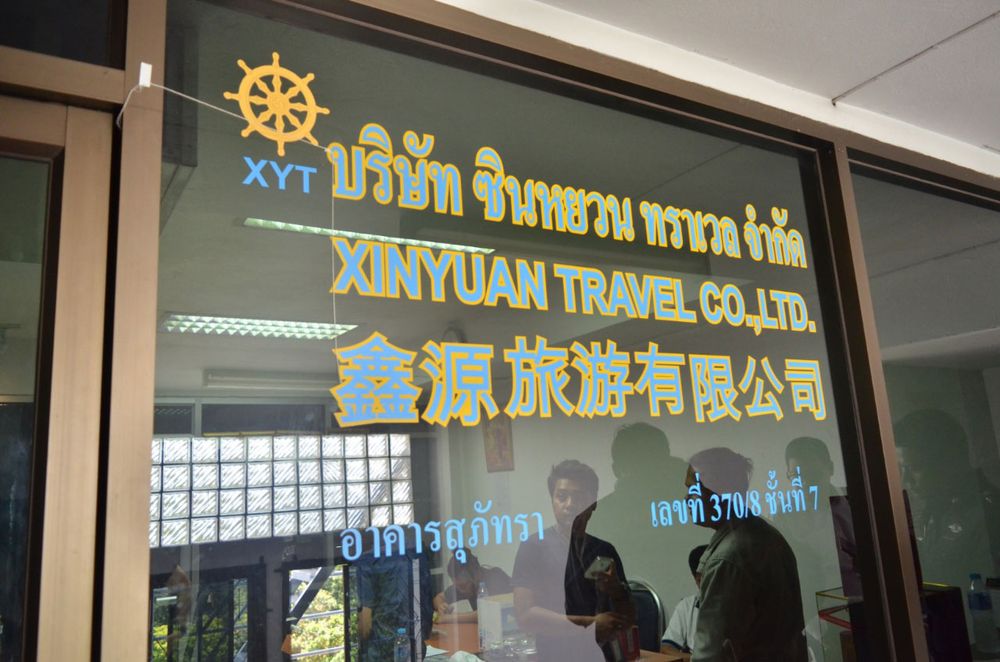 XYT
บริษัท ซินหยวน ทราเวล จำกัด
XINYUAN TRAVEL CO.,LTD.
鑫源旅游有限公司
อาคารสุภัทรา เลขที่ 370/8 ชั้นที่ 7